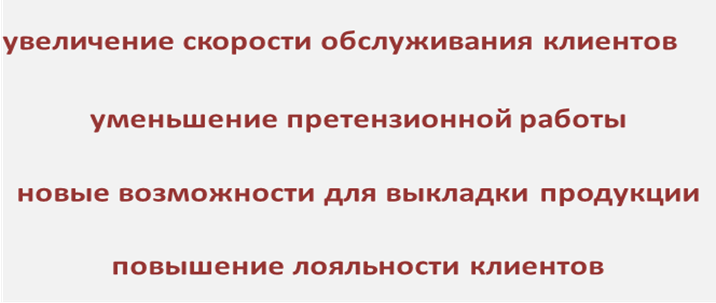 увеличение скорости обслуживания клиентов
уменьшение претензионной работы
новые возможности для выкладки продукции
повышение лояльности клиентов